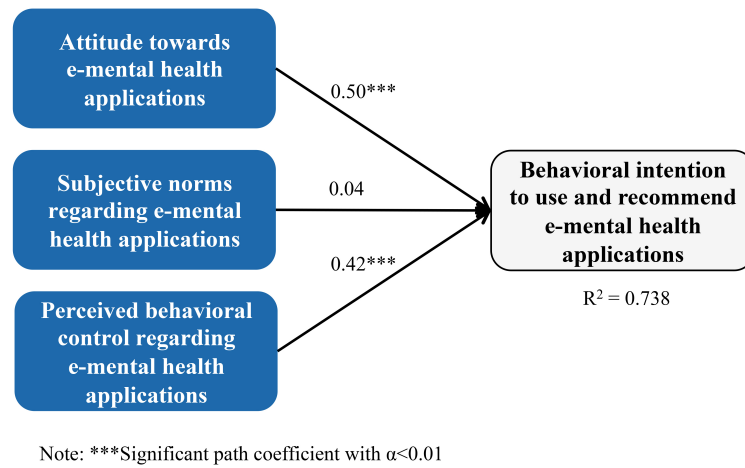 Attitude towards
e-mental health
applications
0.50***
Subjective norms
regarding e-mental
health applications
0.04
Behavioral intention
to use and recommend
e-mental health
applications
R² = 0.738
0.42***
Perceived behavioral
control regarding
e-mental health
applications
Note: ***Significant path coefficient with α<0.01